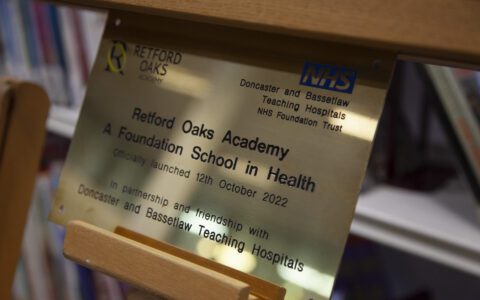 RETFORD
OAKS
ACADEMY
NHS
Doncaster and Bassetlaw
Teaching Hospitals
NHS Foundation Trust
Retford Oaks Academy
A Foundation School in Health
Officially launched 12th October 2022
In partnership and friendship with
Doncaster and Bassetlaw Teaching Hospitals